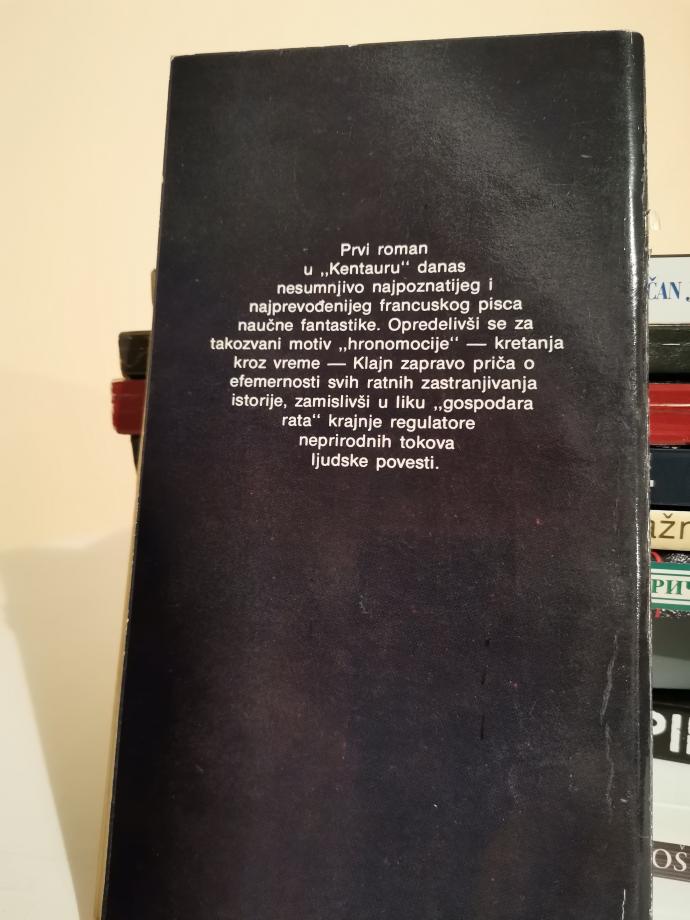 Prvi roman
u „Kentauru“ danas
nesumnjivo najpoznatijeg i
najprevođenijeg francuskog pisca
naučne fantastike. Opredelivši se za
takozvani motiv „hronomocije“ — kretanja
kroz vreme — Klajn zapravo priča o
efemernosti svih ratnih zastranjivanja
istorije, zamislivši u liku „gospodara
rata“ krajnje regulatore
neprirodnih tokova
ljudske povesti.